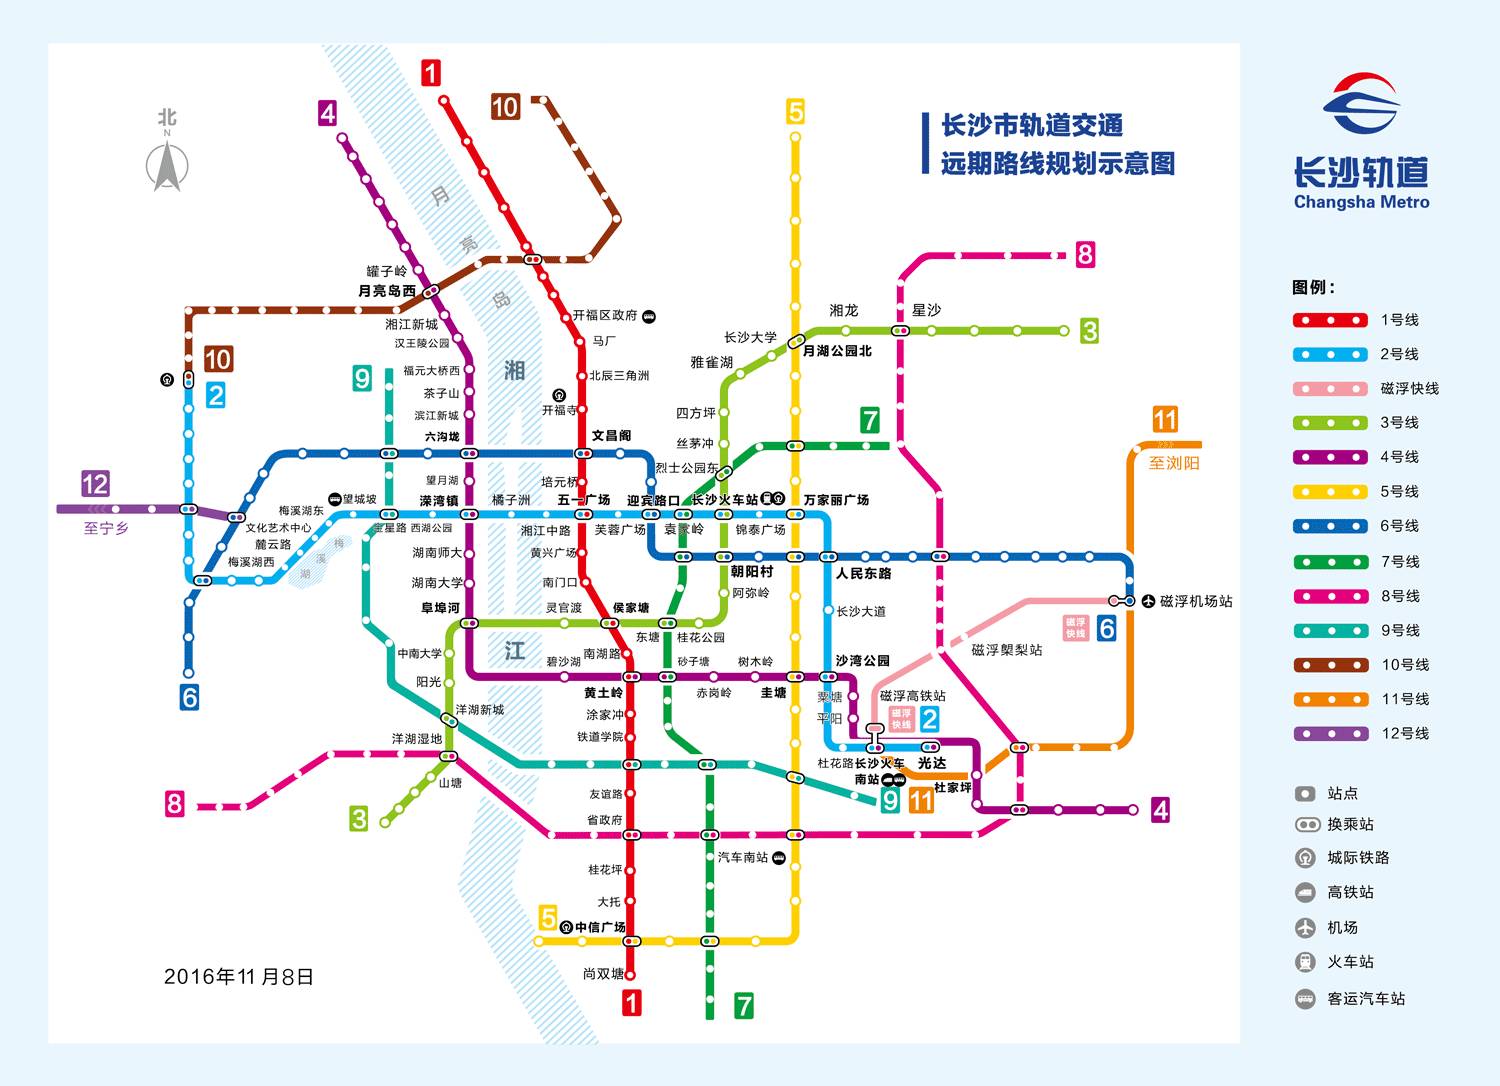 长沙市轨道交通
远期路线规划示意图
长沙轨道
Changsha Metro
北
N
1
4
10
5
8
3
9
10
2
7
11
至浏阳
12
至宁乡
6
月
亮
岛
湘
江
梅
溪
湖
罐子岭
月亮岛西
湘江新城
汉王陵公园
福元大桥西
茶子山
滨江新城
六沟垅
望月湖
溁湾镇
湖南师大
湖南大学
阜埠河
中南大学
阳光
洋湖新城
洋湖湿地
山塘
开福区政府
马厂
北辰三角洲
开福寺
文昌阁
培元桥
五一广场
黄兴广场
南门口
侯家塘
南湖路
黄土岭
涂家冲
铁道学院
友谊路
省政府
桂花坪
大托
中信广场
尚双塘
望城坡
梅溪湖东
文化艺术中心
麓云路
梅溪湖西
金星路
西湖公园
橘子洲
湘江中路
芙蓉广场
迎宾路口
袁家岭
长沙火车站
锦泰广场
万家丽广场
人民东路
长沙大道
沙湾公园
长沙大学
月湖公园北
湘龙
星沙
雅雀湖
四方坪
丝茅冲
烈士公园东
朝阳村
阿弥岭
桂花公园
东塘
灵官渡
碧沙湖
砂子塘
赤岗岭
树木岭
圭塘
粟塘
平阳
杜花路
长沙火车
南站
光达
杜家坪
磁浮高铁站
磁浮
快线
2
磁浮㮾梨站
磁浮
快线
6
磁浮机场站
汽车南站
9
11
4
8
3
6
5
1
7
2016年11月8日
图例：
1号线
2号线
磁浮快线
3号线
4号线
5号线
6号线
7号线
8号线
9号线
10号线
11号线
12号线
站点
换乘站
城际铁路
高铁站
机场
火车站
客运汽车站